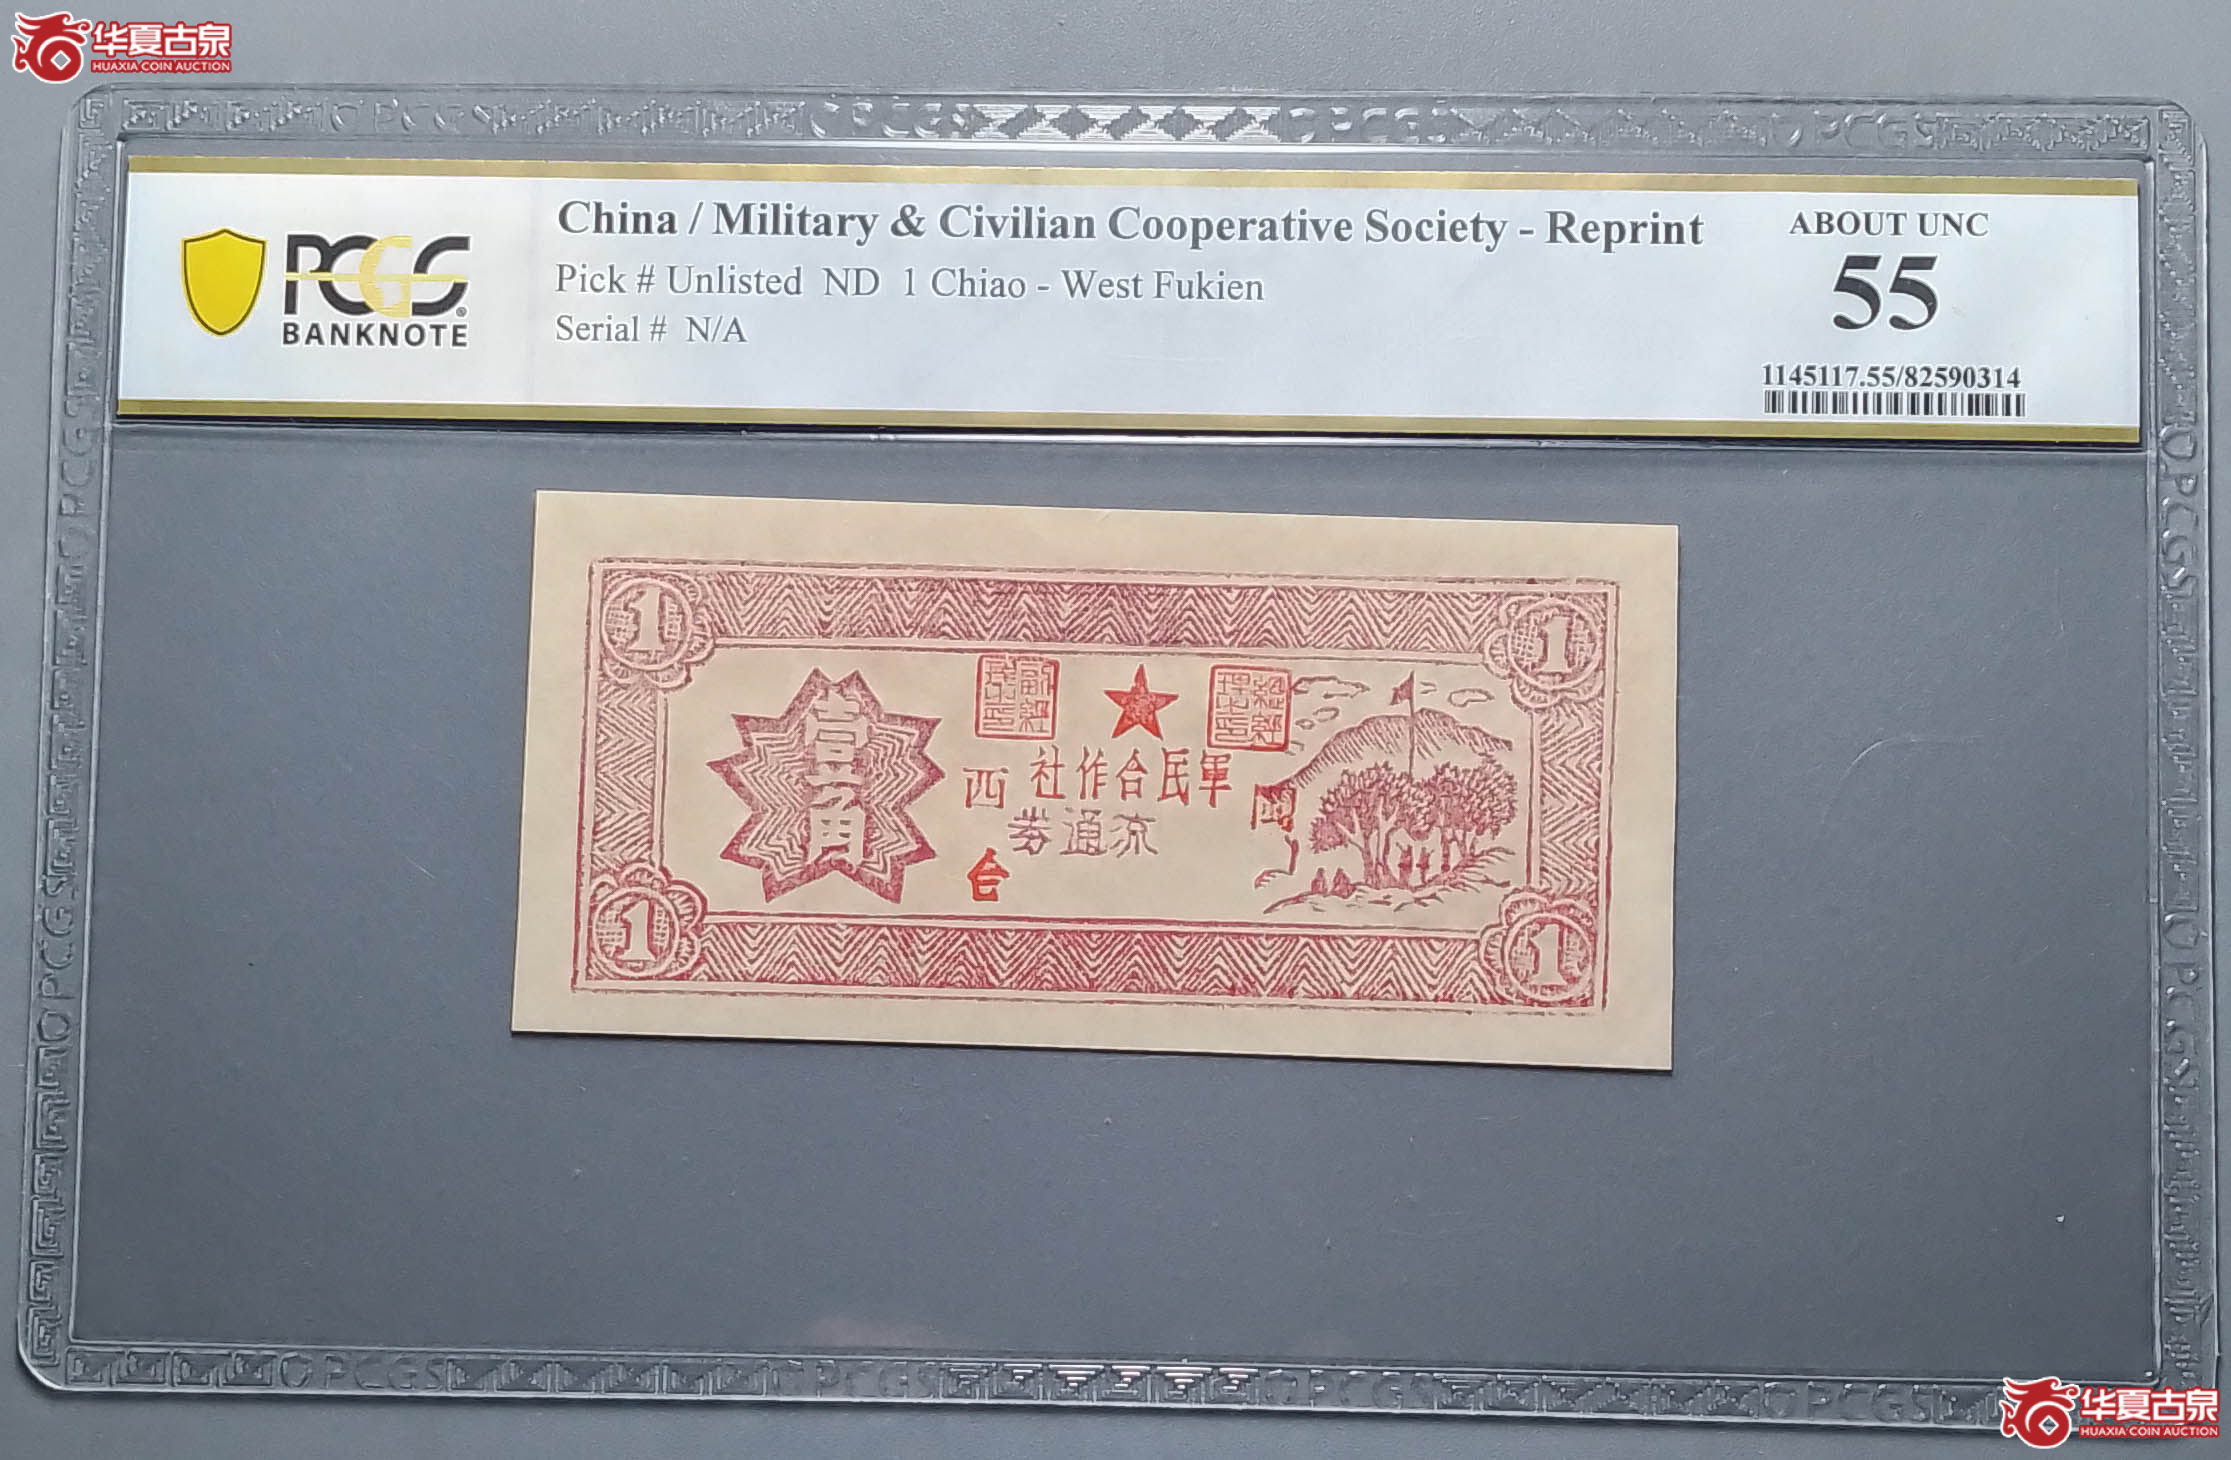 华夏古泉
HUAXIA COIN AUCTION
PCGS
BANKNOTE
China / Military & Civilian Cooperative Society - Reprint
Pick # Unlisted ND 1 Chiao - West Fukien
Serial # N/A
ABOUT UNC
55
1145117.55/82590314
1
1
壹角
軍民合作社
西
流通券
合
1
1
华夏古泉
HUAXIA COIN AUCTION